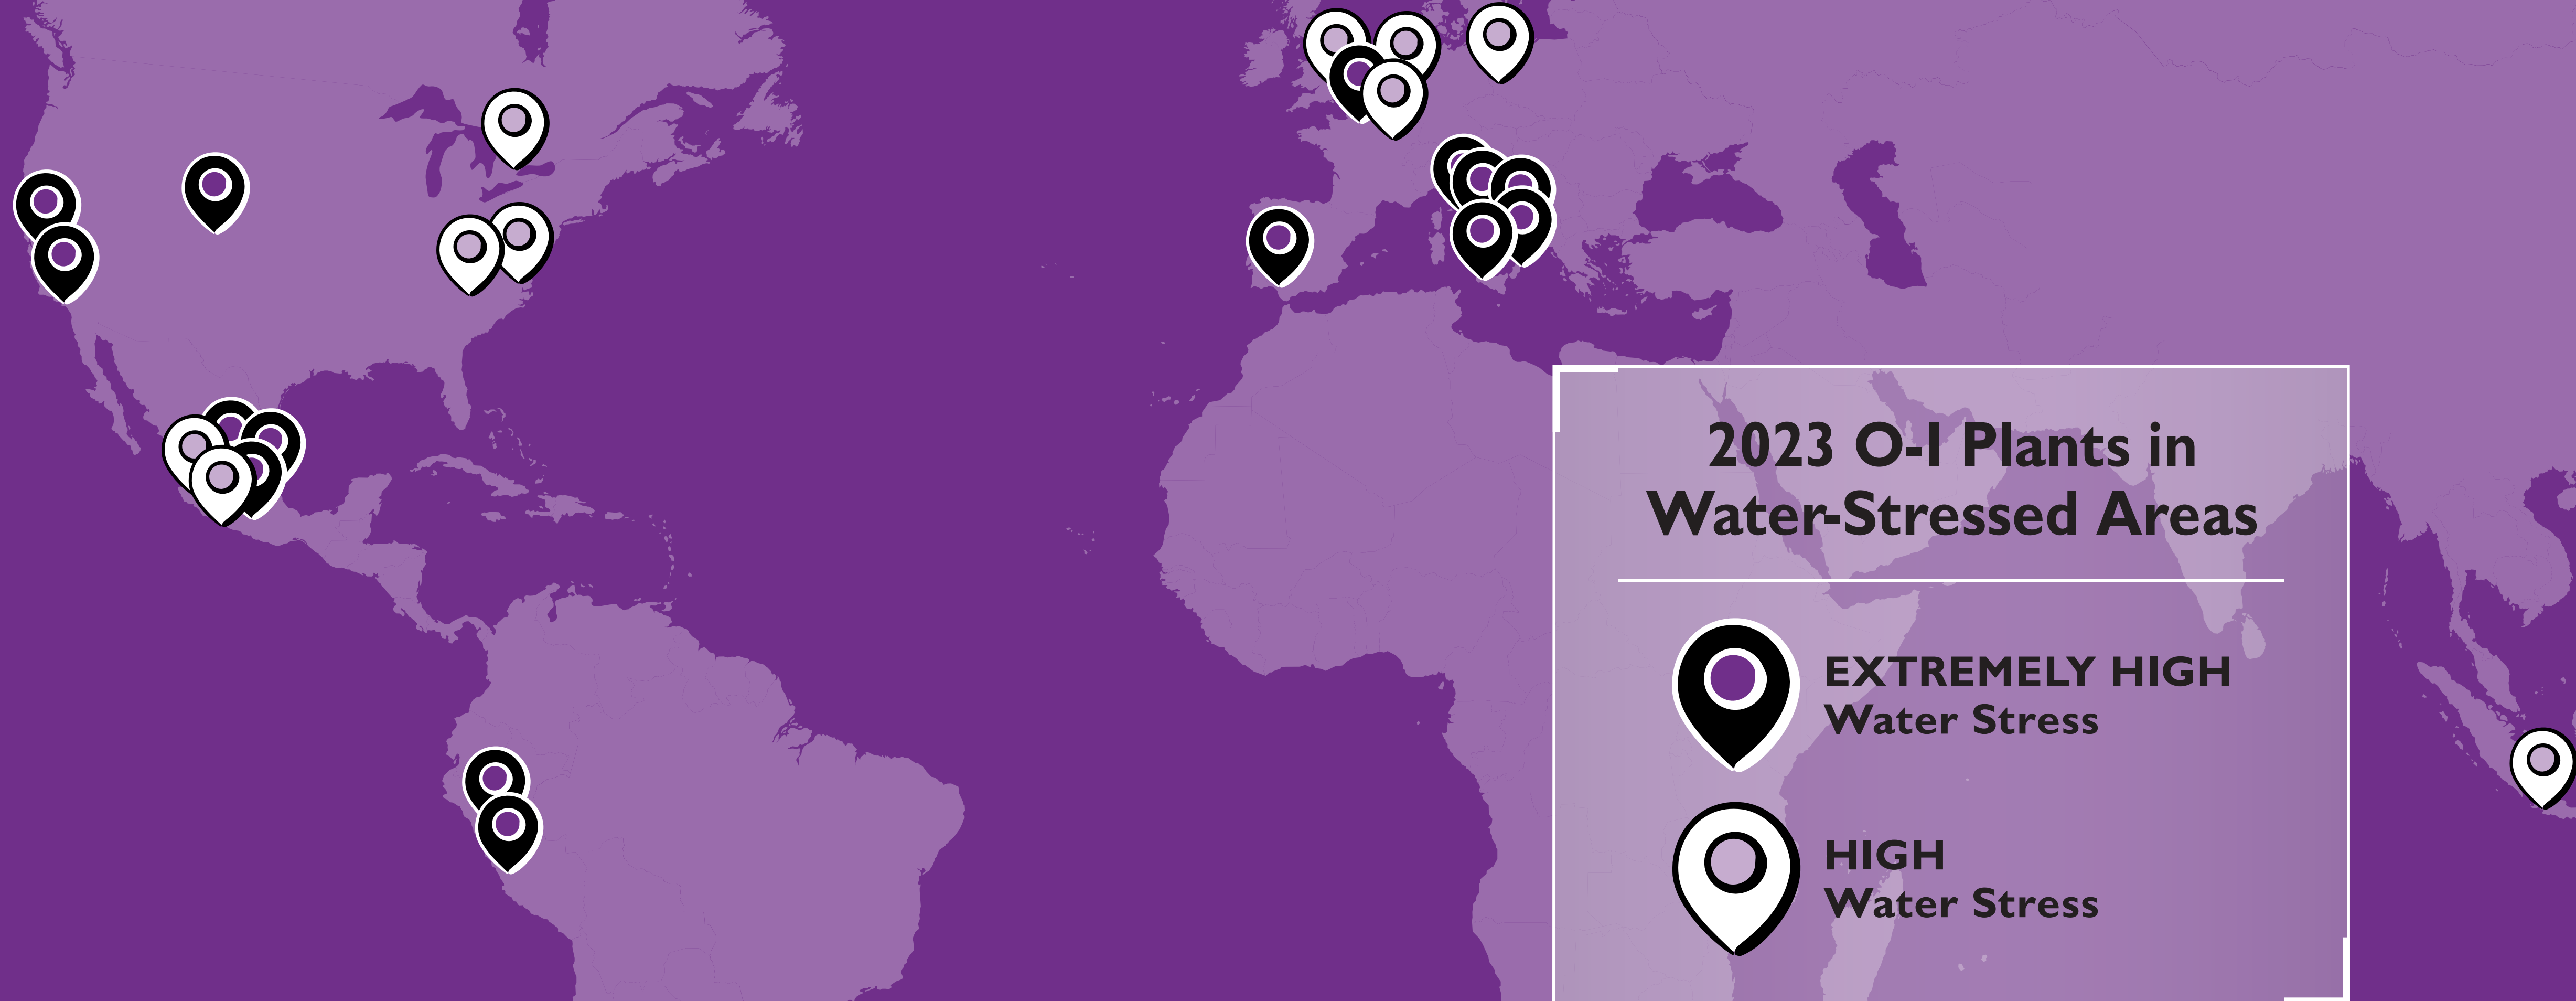 2023 O-I Plants in
Water-Stressed Areas
EXTREMELY HIGH
Water Stress
HIGH
Water Stress